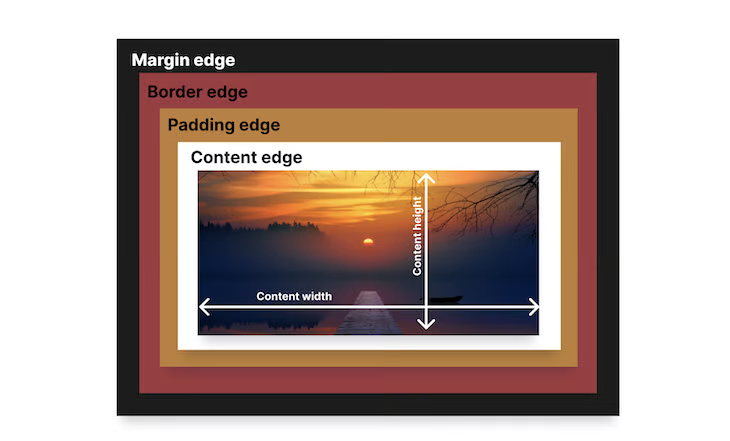 Margin edge
Border edge
Padding edge
Content edge
Content height
Content width